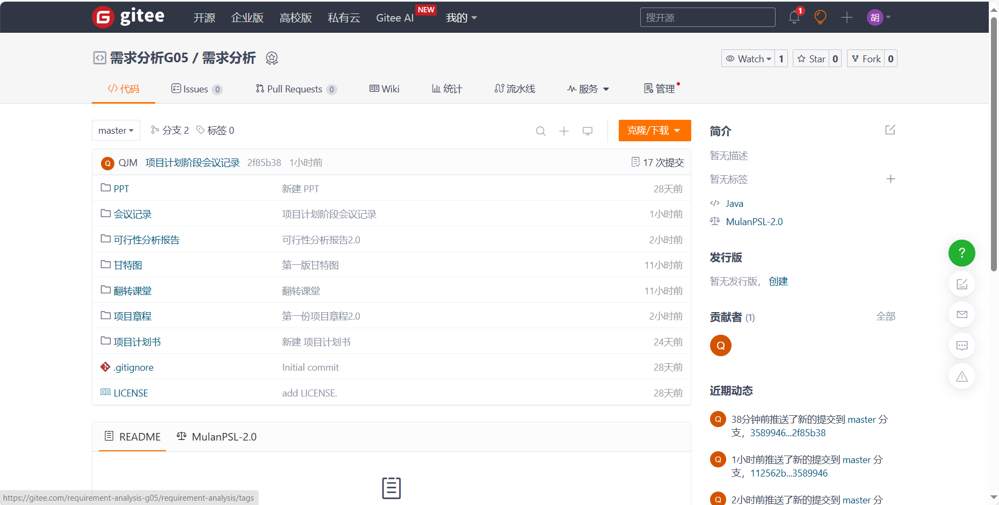 gitee 开源 企业版 高校版 私有云 Gitee AI NEW 我的 搜开源 1 胡
需求分析G05 / 需求分析 Watch 1 Star 0 Fork 0
代码 Issues 0 Pull Requests 0 Wiki 统计 流水线 服务 管理
master 分支 2 标签 0 克隆/下载
Q QJM 项目计划阶段会议记录 2f85b38 1小时前 17 次提交
PPT 新建 PPT 28天前
会议记录 项目计划阶段会议记录 1小时前
可行性分析报告 可行性分析报告2.0 2小时前
甘特图 第一版甘特图 11小时前
翻转课堂 翻转课堂 11小时前
项目章程 第一份项目章程2.0 2小时前
项目计划书 新建 项目计划书 24天前
.gitignore Initial commit 28天前
LICENSE add LICENSE. 28天前
README MulanPSL-2.0
简介
暂无描述
暂无标签
Java
MulanPSL-2.0
发行版
暂无发行版， 创建
贡献者 (1) 全部
Q
近期动态
Q 38分钟前推送了新的提交到 master 分
支，3589946...2f85b38
Q 1小时前推送了新的提交到 master 分
支，112562b...3589946
Q 2小时前推送了新的提交到 master 分
?
https://gitee.com/requirement-analysis-g05/requirement-analysis/tags